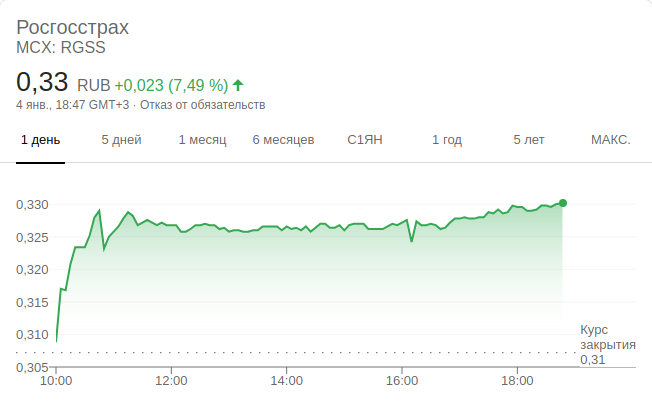 Росгосстрах
MCX: RGSS
0,33 RUB +0,023 (7,49 %)
4 янв., 18:47 GMT+3 · Отказ от обязательств
1 день 5 дней 1 месяц 6 месяцев С1ЯН 1 год 5 лет МАКС.
0,330
0,325
0,320
0,315
0,310
0,305
Курс
закрытия
0,31
10:00 12:00 14:00 16:00 18:00